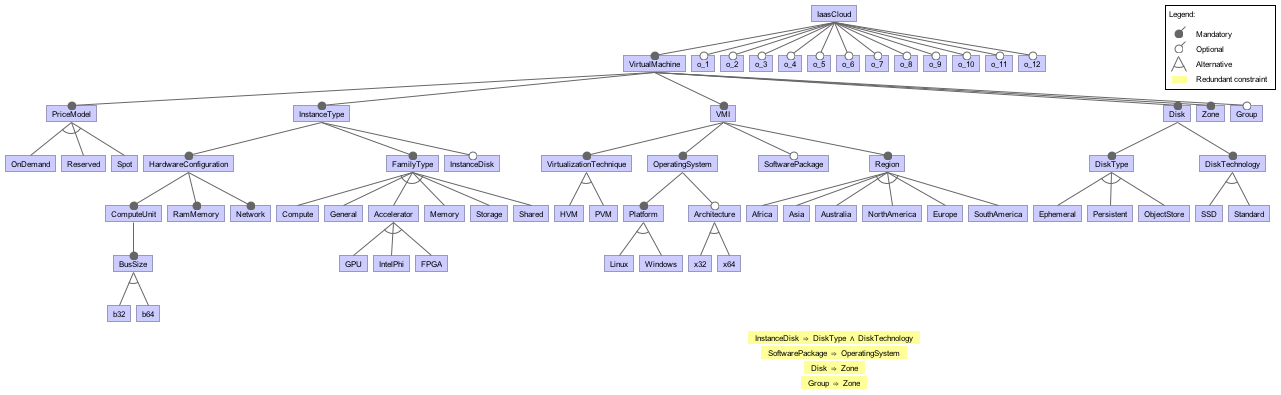 IaasCloud
Legend:
Mandatory
Optional
Alternative
Redundant constraint
VirtualMachine o_1 o_2 o_3 o_4 o_5 o_6 o_7 o_8 o_9 o_10 o_11 o_12
PriceModel InstanceType VMI Disk Zone Group
OnDemand Reserved Spot HardwareConfiguration FamilyType InstanceDisk VirtualizationTechnique OperatingSystem SoftwarePackage Region DiskType DiskTechnology
ComputeUnit RamMemory Network Compute General Accelerator Memory Storage Shared HVM PVM Platform Architecture Africa Asia Australia NorthAmerica Europe SouthAmerica Ephemeral Persistent ObjectStore SSD Standard
BusSize GPU IntelPhi FPGA Linux Windows x32 x64
b32 b64
InstanceDisk ⇒ DiskType ∧ DiskTechnology
SoftwarePackage ⇒ OperatingSystem
Disk ⇒ Zone
Group ⇒ Zone